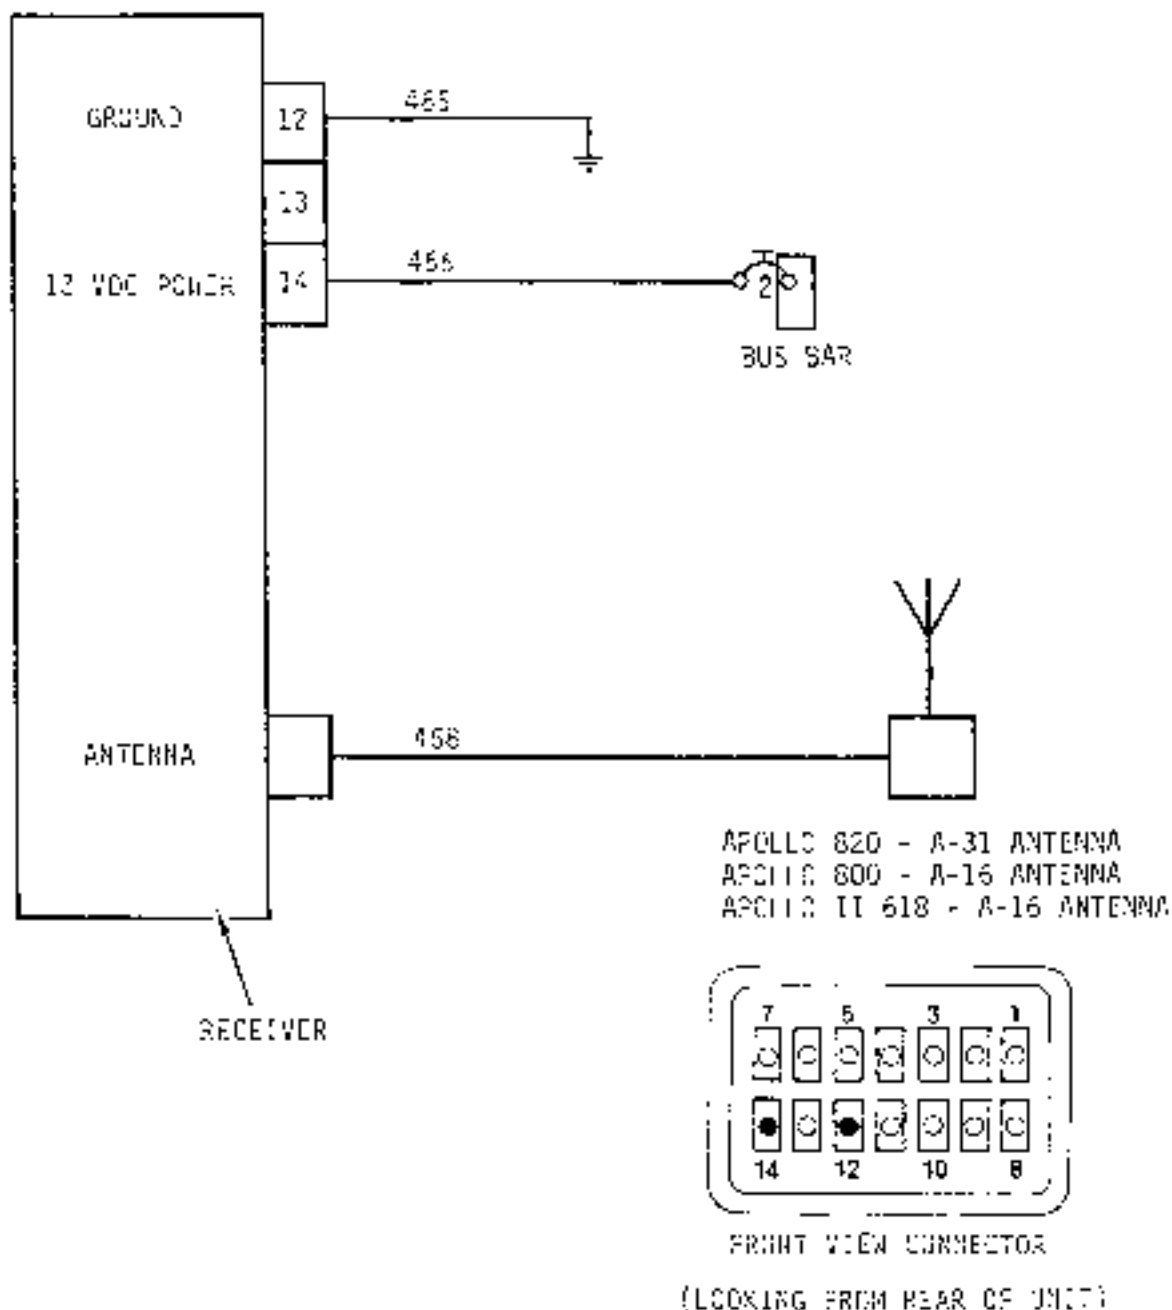 GROUND
12
465
13
12 VDC POWER
14
466
2
BUS BAR
ANTENNA
468
APOLLO 820 - A-31 ANTENNA
APOLLO 800 - A-16 ANTENNA
APOLLO II 618 - A-16 ANTENNA
RECEIVER
7 5 3 1
14 12 10 8
FRONT VIEW CONNECTOR
(LOOKING FROM REAR OF UNIT)